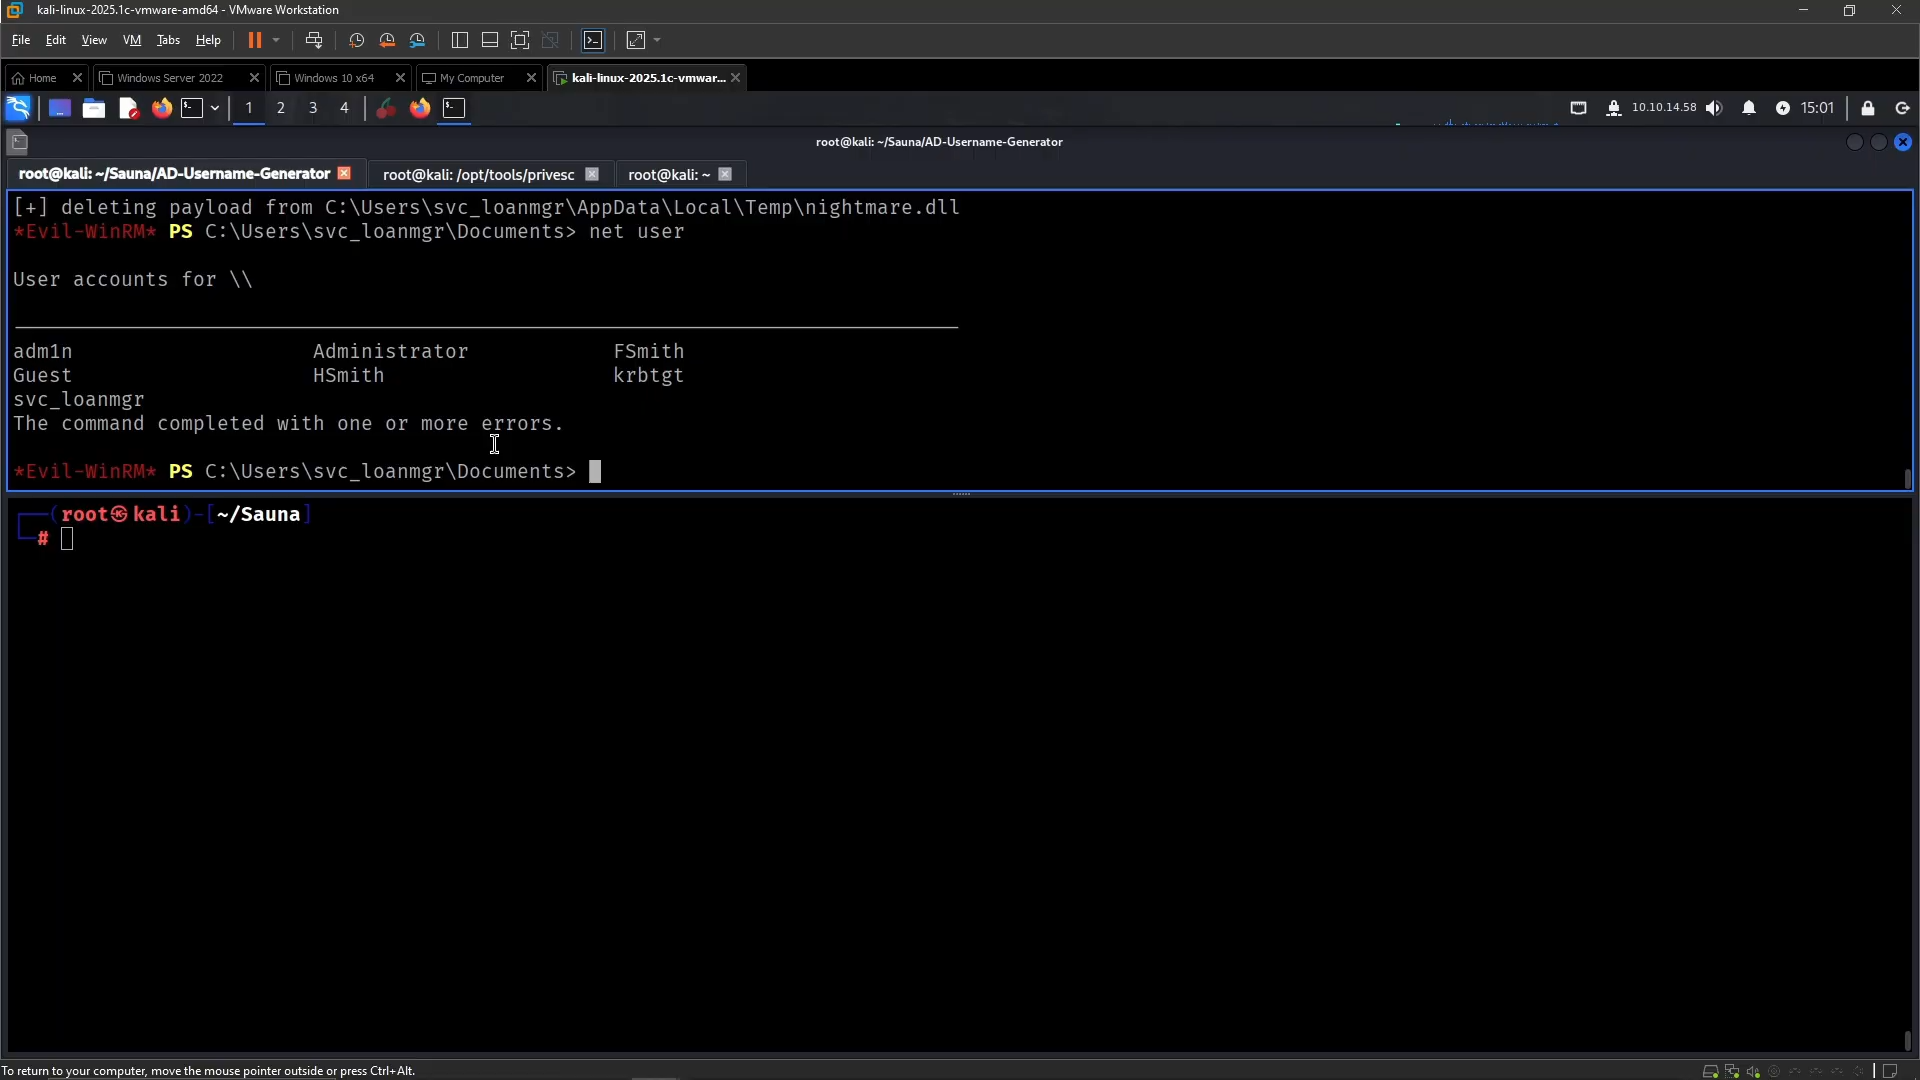 kali-linux-2025.1c-vmware-amd64 - VMware Workstation
File Edit View VM Tabs Help
Home Windows Server 2022 Windows 10 x64 My Computer kali-linux-2025.1c-vmwar...
1 2 3 4 10.10.14.58 15:01
root@kali: ~/Sauna/AD-Username-Generator
root@kali: ~/Sauna/AD-Username-Generator root@kali: /opt/tools/privesc root@kali: ~
[+] deleting payload from C:\Users\svc_loanmgr\AppData\Local\Temp\nightmare.dll
*Evil-WinRM* PS C:\Users\svc_loanmgr\Documents> net user
User accounts for \\
adm1n Administrator FSmith
Guest HSmith krbtgt
svc_loanmgr
The command completed with one or more errors.
*Evil-WinRM* PS C:\Users\svc_loanmgr\Documents>
(root㉿kali)-[~/Sauna]
#
To return to your computer, move the mouse pointer outside or press Ctrl+Alt.